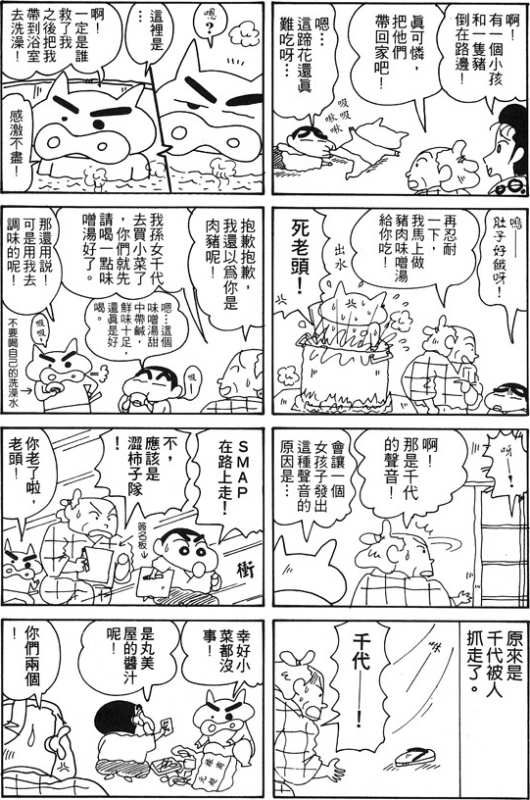 啊！
有一個小孩
和一隻豬
倒在路邊！
真可憐，
把他們
帶回家吧！
嗯…
這蹄花還真
難吃呀…
吸吸
啾啾
嗯？
這裡是
…
啊！
一定是誰
救了我
之後把我
帶到浴室
去洗澡！
感激不盡！
嗚——
肚子好餓呀！
再忍耐
一下，
我馬上做
豬肉味噌湯
給你吃！
出水
死老頭！
抱歉抱歉，
我還以為你是
肉豬呢！
我孫女千代
去買小菜了
，你們就先
請喝一點味
噌湯好了。
嗯…這個
味噌湯甜
中帶鹹，
鮮味十足，
還真是好
喝。
那還用說！
可是用我去
調味的呢！
吸吸！
不要喝自己的洗澡水
呀—！
啊！
那是千代
的聲音！
會讓一個
女孩子發出
這種聲音的
原因是…
ＳＭＡＰ
在路上走！
不，
應該是
澀柿子隊
！
簽名板
衝
你老了啦，
老頭！
原來是
千代被人
抓走了。
千代——！
幸好小
菜都沒
事！
是丸美
屋的醬汁
呢！
你們兩個
！